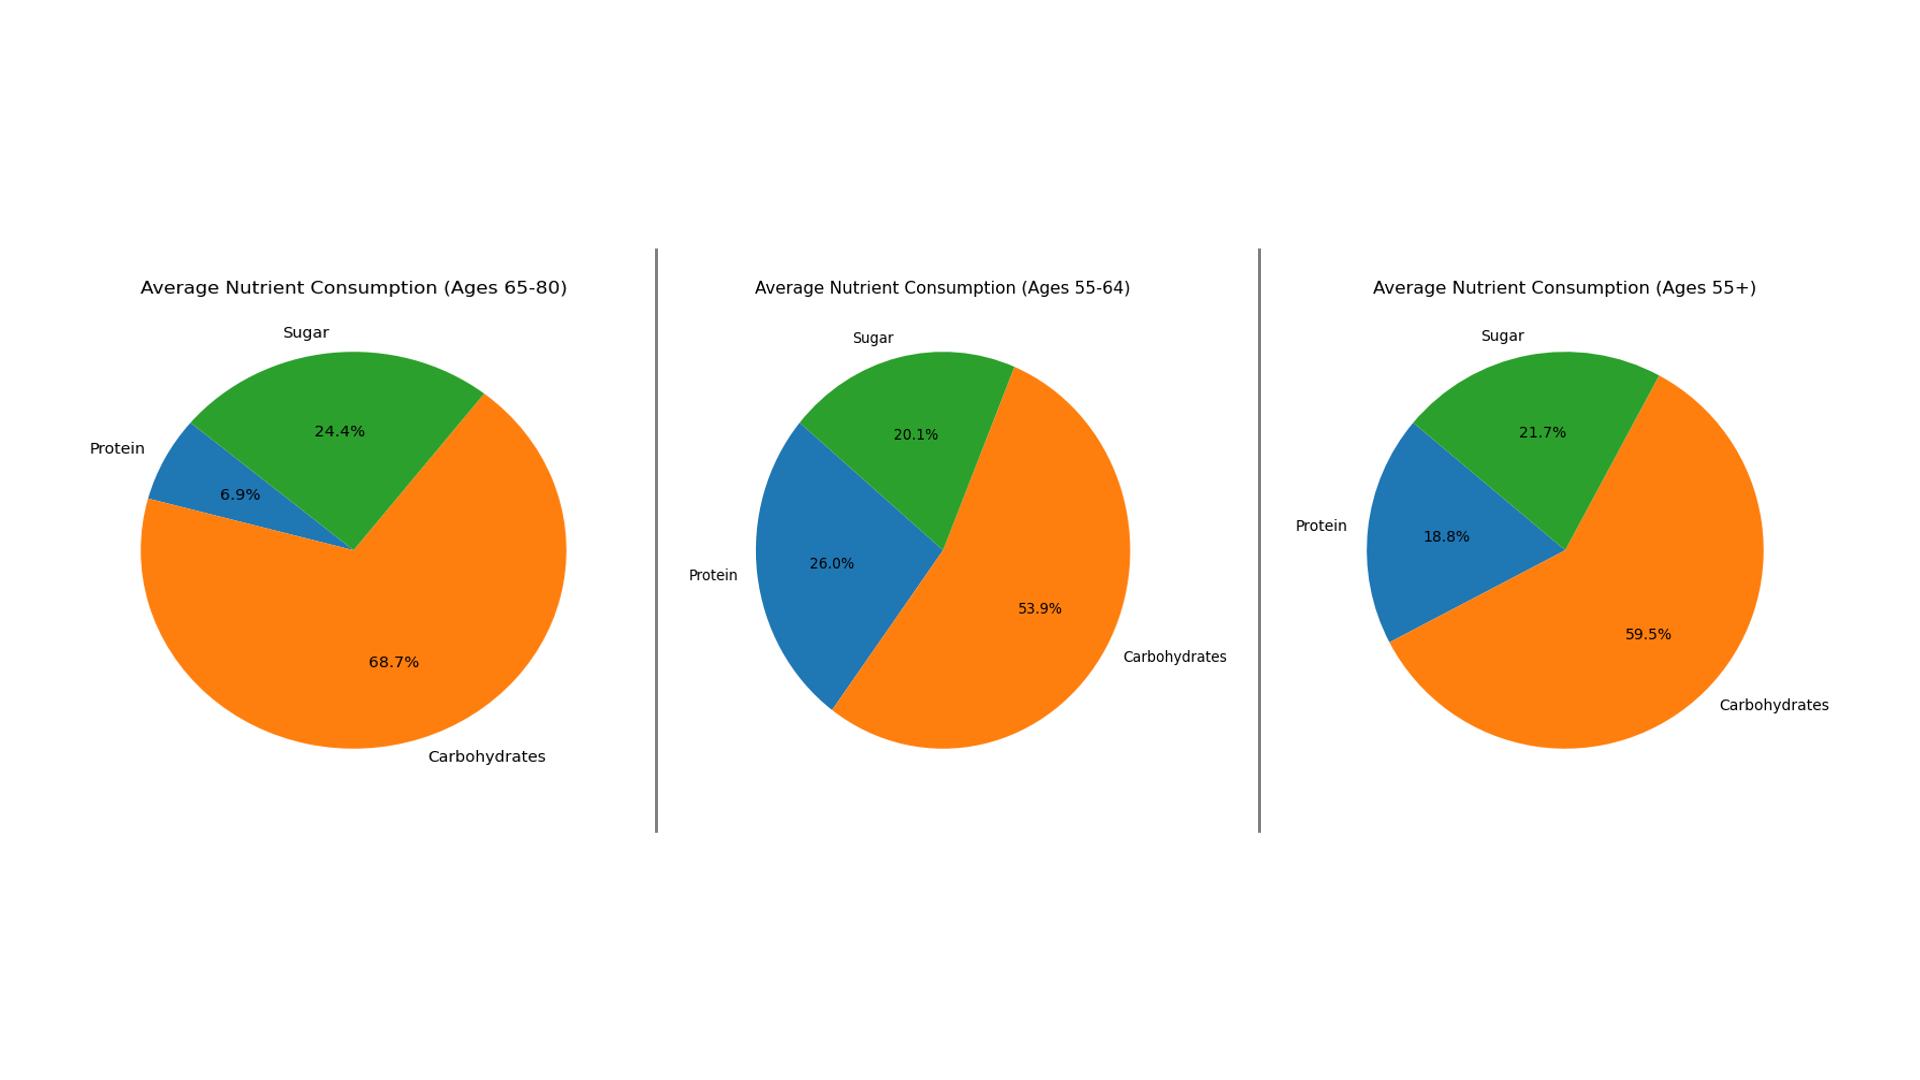 Average Nutrient Consumption (Ages 65-80)
Sugar
24.4%
Protein
6.9%
68.7%
Carbohydrates
Average Nutrient Consumption (Ages 55-64)
Sugar
20.1%
26.0%
Protein
53.9%
Carbohydrates
Average Nutrient Consumption (Ages 55+)
Sugar
21.7%
Protein
18.8%
59.5%
Carbohydrates